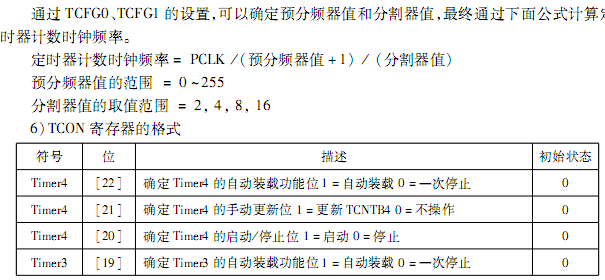 通过 TCFG0、TCFG1 的设置,可以确定预分频器值和分割器值,最终通过下面公式计算定
时器计数时钟频率。
定时器计数时钟频率 = PCLK /(预分频器值 + 1) / (分割器值)
预分频器值的范围 = 0 ~255
分割器值的取值范围 = 2, 4, 8, 16
6)TCON 寄存器的格式
符号 位 描述 初始状态
Timer4 [22] 确定 Timer4 的自动装载功能位 1 = 自动装载 0 = 一次停止 0
Timer4 [21] 确定 Timer4 的手动更新位 1 = 更新 TCNTB4 0 = 不操作 0
Timer4 [20] 确定 Timer4 的启动/停止位 1 = 启动 0 = 停止 0
Timer3 [19] 确定 Timer3 的自动装载功能位 1 = 自动装载 0 = 一次停止 0